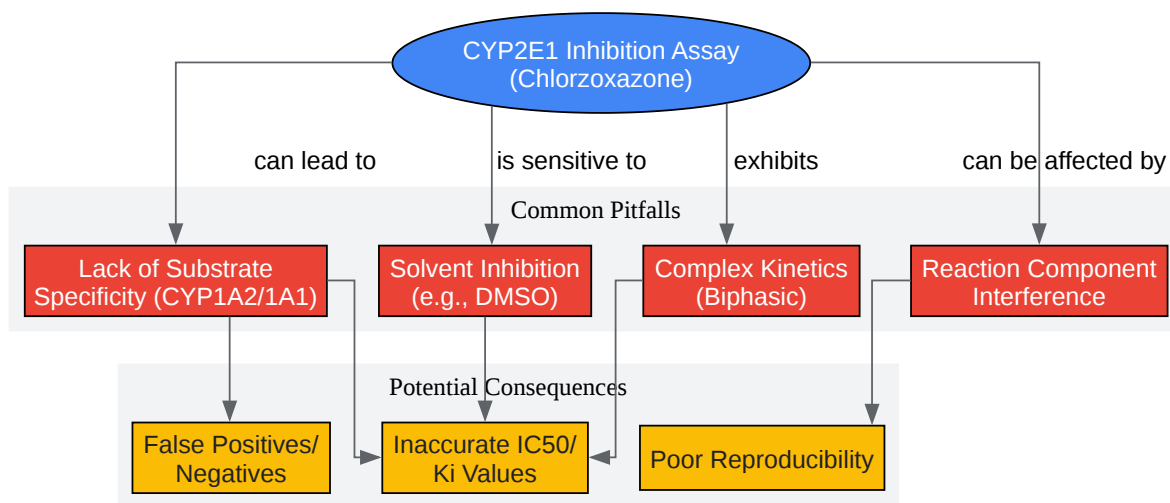 CYP2E1 Inhibition Assay
(Chlorzoxazone)
can lead to
is sensitive to
exhibits
can be affected by
Common Pitfalls
Lack of Substrate
Specificity (CYP1A2/1A1)
Solvent Inhibition
(e.g., DMSO)
Complex Kinetics
(Biphasic)
Reaction Component
Interference
Potential Consequences
False Positives/
Negatives
Inaccurate IC50/
Ki Values
Poor Reproducibility